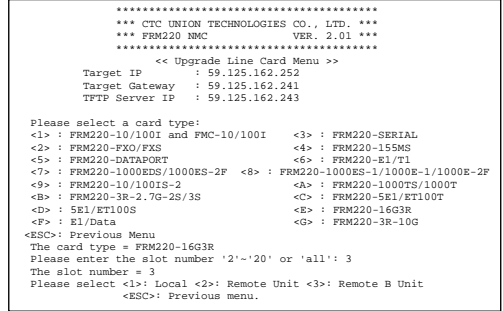 ****************************************
*** CTC UNION TECHNOLOGIES CO., LTD. ***
*** FRM220 NMC VER. 2.01 ***
****************************************
<< Upgrade Line Card Menu >>
Target IP : 59.125.162.252
Target Gateway : 59.125.162.241
TFTP Server IP : 59.125.162.243
Please select a card type:
<1> : FRM220-10/100I and FMC-10/100I <3> : FRM220-SERIAL
<2> : FRM220-FXO/FXS <4> : FRM220-155MS
<5> : FRM220-DATAPORT <6> : FRM220-E1/T1
<7> : FRM220-1000EDS/1000ES-2F <8> : FRM220-1000ES-1/1000E-1/1000E-2F
<9> : FRM220-10/100IS-2 <A> : FRM220-1000TS/1000T
<B> : FRM220-3R-2.7G-2S/3S <C> : FRM220-5E1/ET100T
<D> : 5E1/ET100S <E> : FRM220-16G3R
<F> : E1/Data <G> : FRM220-3R-10G
<ESC>: Previous Menu
The card type = FRM220-16G3R
Please enter the slot number '2'~'20' or 'all': 3
The slot number = 3
Please select <1>: Local <2>: Remote Unit <3>: Remote B Unit
<ESC>: Previous menu.